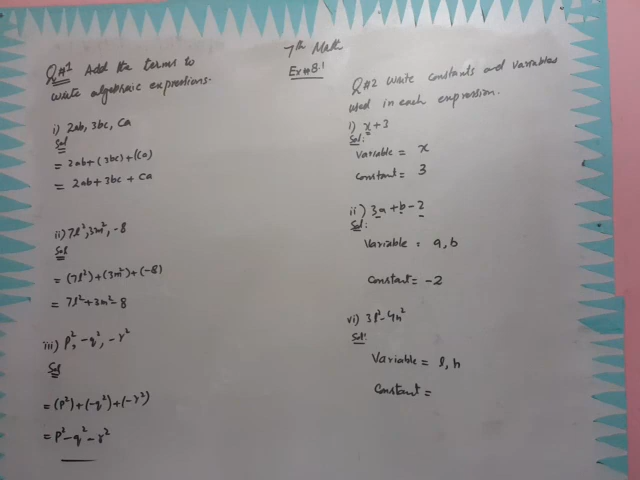 7th Math
Ex#8.1
Q#1 Add the terms to
write algebraic expressions.
i) 2ab, 3bc, Ca
Sol
= 2ab+(3bc)+(Ca)
= 2ab+3bc + Ca
ii) 7l², 3m², -8
Sol
= (7l²)+(3m²)+(-8)
= 7l²+3m²-8
iii) P², -q², -r²
Sol
= (P²)+(-q²)+(-r²)
= P²-q²-r²
Q#2 Write constants and variables
used in each expression.
i) x+3
Sol:
Variable = x
Constant = 3
ii) 3a+b-2
Sol:
Variable = a, b
Constant = -2
vi) 3l²-4n²
Sol:
Variable = l, n
Constant =